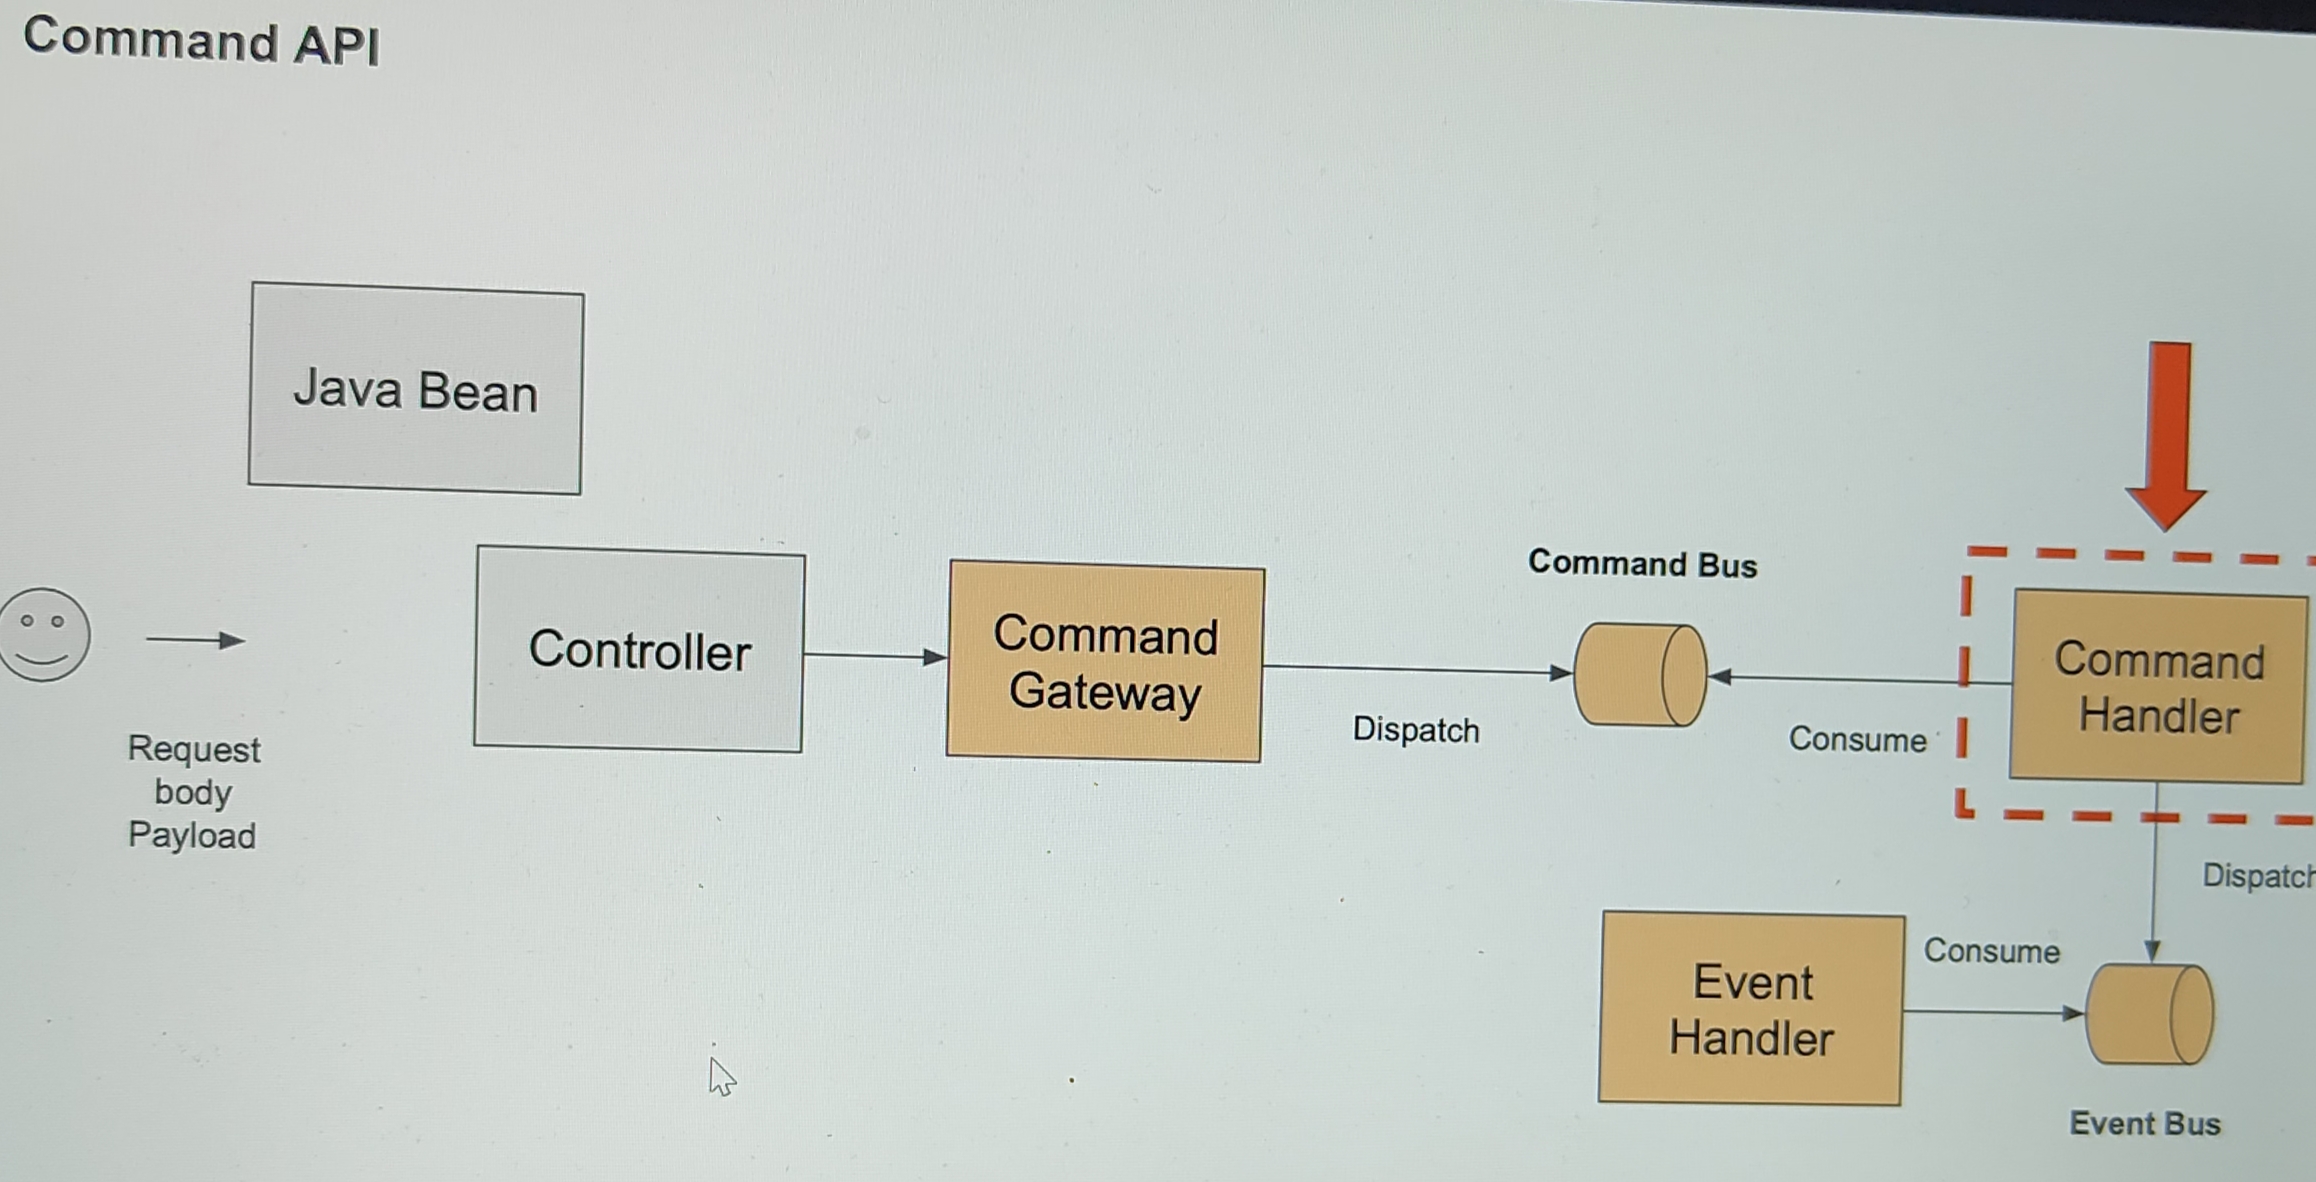 Command API
Java Bean
Request
body
Payload
Controller
Command
Gateway
Dispatch
Command Bus
Consume
Command
Handler
Dispatch
Event
Handler
Consume
Event Bus